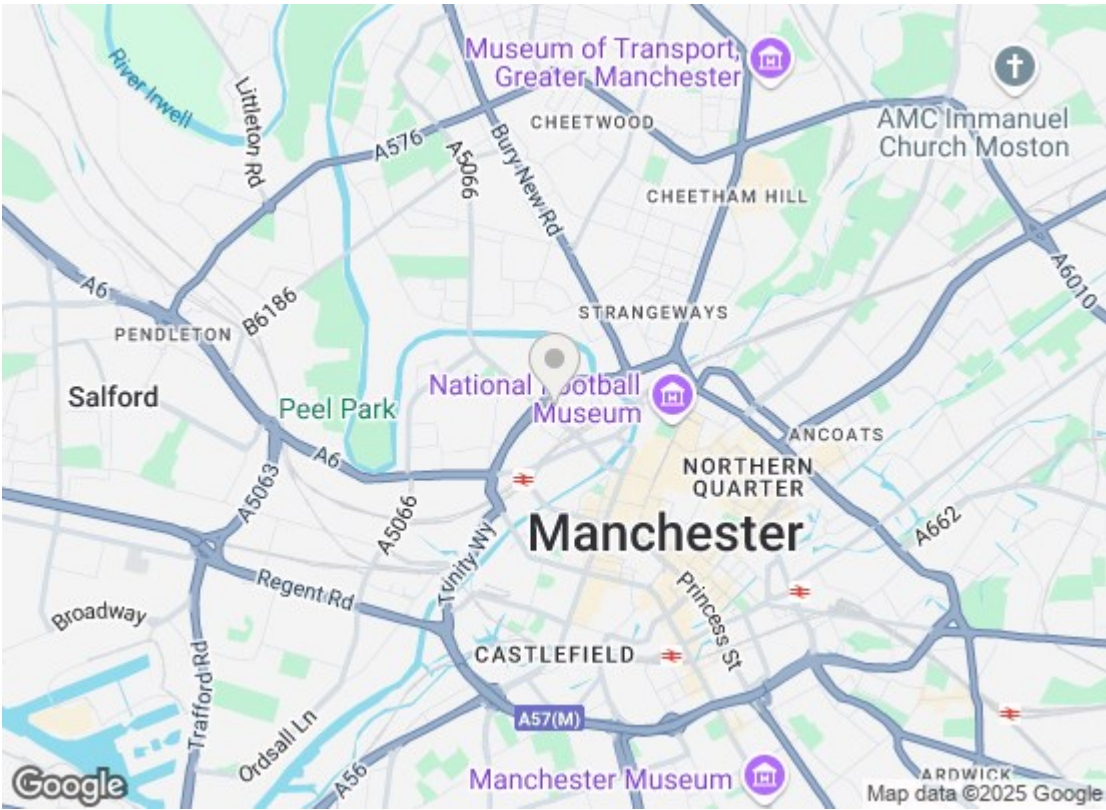 Museum of Transport,
Greater Manchester
River Irwell
Littleton Rd
CHEETWOOD
AMC Immanuel
Church Moston
A576
A5066
Bury New Rd
CHEETHAM HILL
A6010
A6
B6186
STRANGEWAYS
PENDLETON
Salford
National Football
Museum
Peel Park
ANCOATS
A6
NORTHERN
QUARTER
A5063
A5066
Manchester
A662
Trinity Wy
Regent Rd
Princess St
Broadway
CASTLEFIELD
Trafford Rd
A57(M)
Ordsall Ln
A56
Manchester Museum
ARDWICK
Google
Map data ©2025 Google